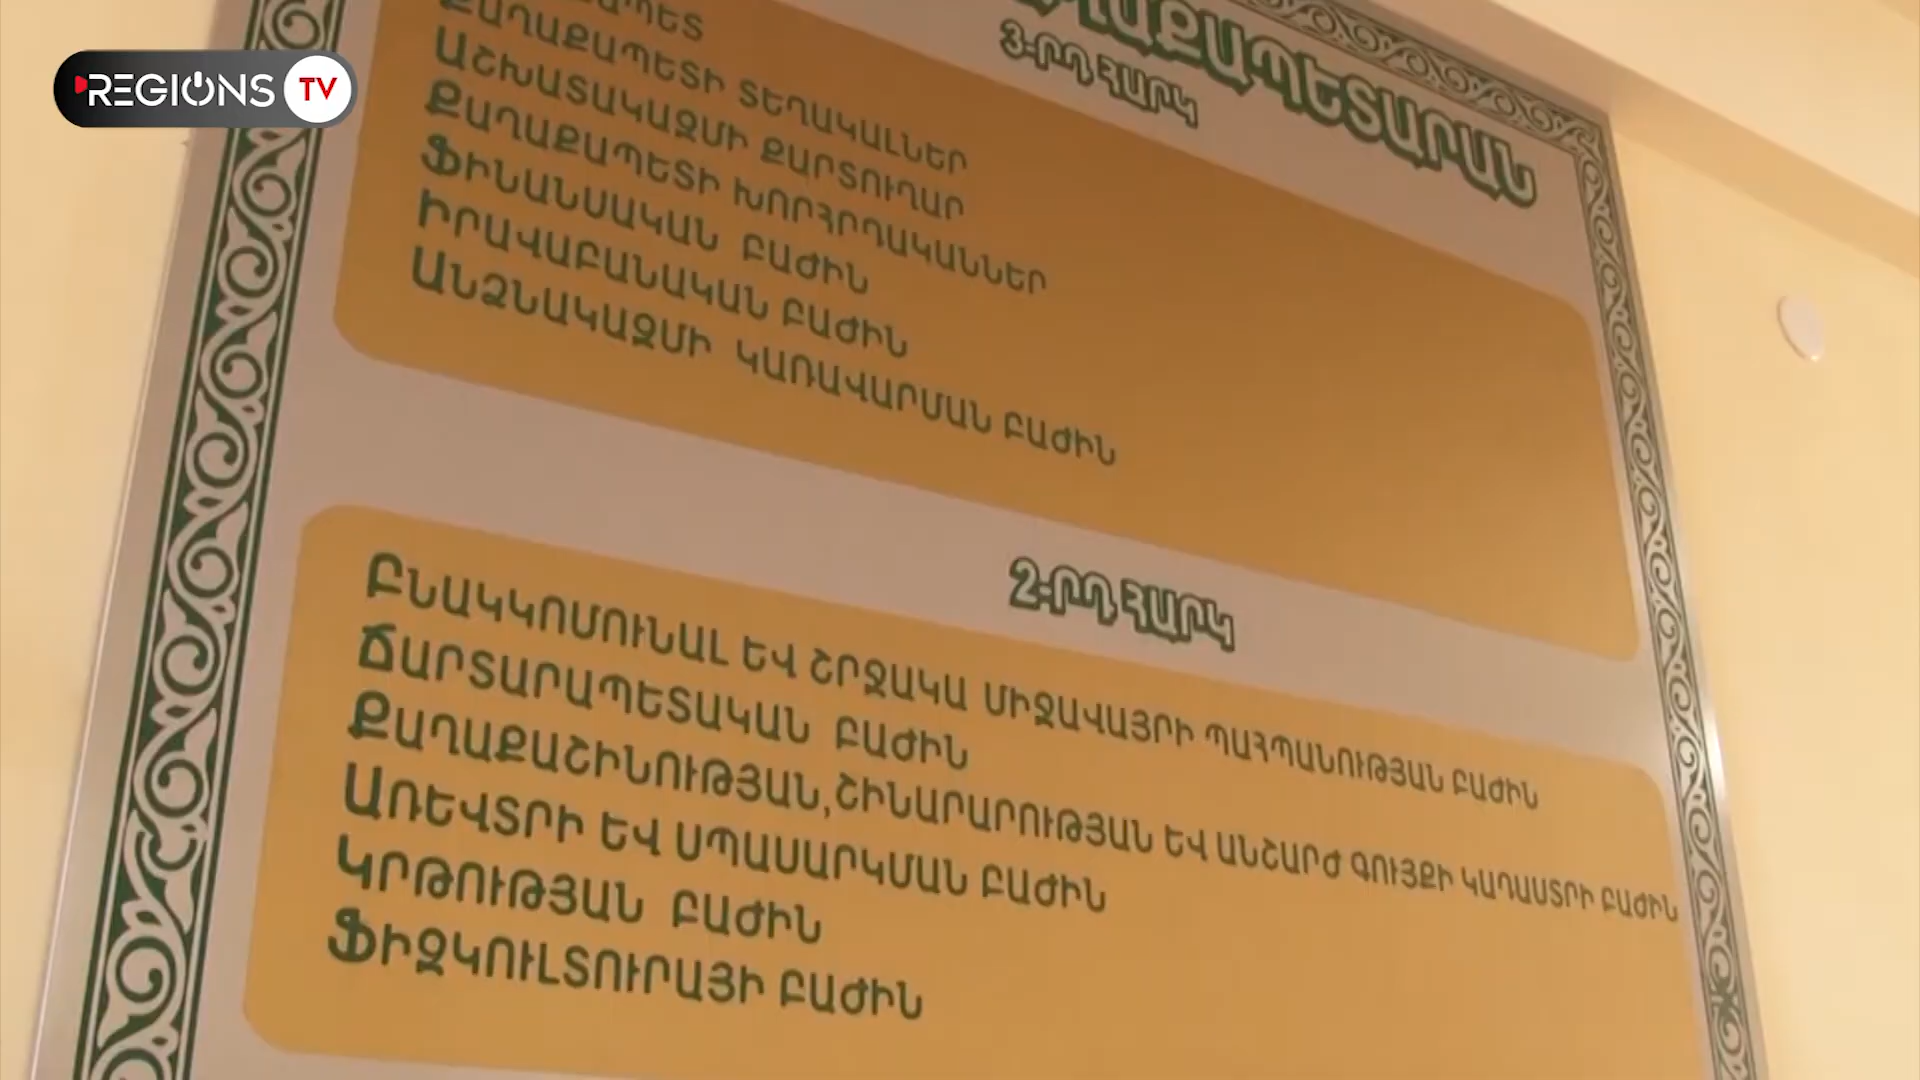 REGIONS TV
ՔԱՂԱՔԱՊԵՏԱՐԱՆ
3-ՐԴ ՀԱՐԿ
ՔԱՂԱՔԱՊԵՏԻ ՏԵՂԱԿԱԼՆԵՐ
ԱՇԽԱՏԱԿԱԶՄԻ ՔԱՐՏՈՒՂԱՐ
ՔԱՂԱՔԱՊԵՏԻ ԽՈՐՀՐԴԱԿԱՆՆԵՐ
ՖԻՆԱՆՍԱԿԱՆ ԲԱԺԻՆ
ԻՐԱՎԱԲԱՆԱԿԱՆ ԲԱԺԻՆ
ԱՆՁՆԱԿԱԶՄԻ ԿԱՌԱՎԱՐՄԱՆ ԲԱԺԻՆ
2-ՐԴ ՀԱՐԿ
ԲՆԱԿԿՈՄՈՒՆԱԼ ԵՎ ՇՐՋԱԿԱ ՄԻՋԱՎԱՅՐԻ ՊԱՀՊԱՆՈՒԹՅԱՆ ԲԱԺԻՆ
ՃԱՐՏԱՐԱՊԵՏԱԿԱՆ ԲԱԺԻՆ
ՔԱՂԱՔԱՇԻՆՈՒԹՅԱՆ,ՇԻՆԱՐԱՐՈՒԹՅԱՆ ԵՎ ԱՆՇԱՐԺ ԳՈՒՅՔԻ ԿԱԴԱՍՏՐԻ ԲԱԺԻՆ
ԱՌԵՎՏՐԻ ԵՎ ՍՊԱՍԱՐԿՄԱՆ ԲԱԺԻՆ
ԿՐԹՈՒԹՅԱՆ ԲԱԺԻՆ
ՖԻԶԿՈՒԼՏՈՒՐԱՅԻ ԲԱԺԻՆ